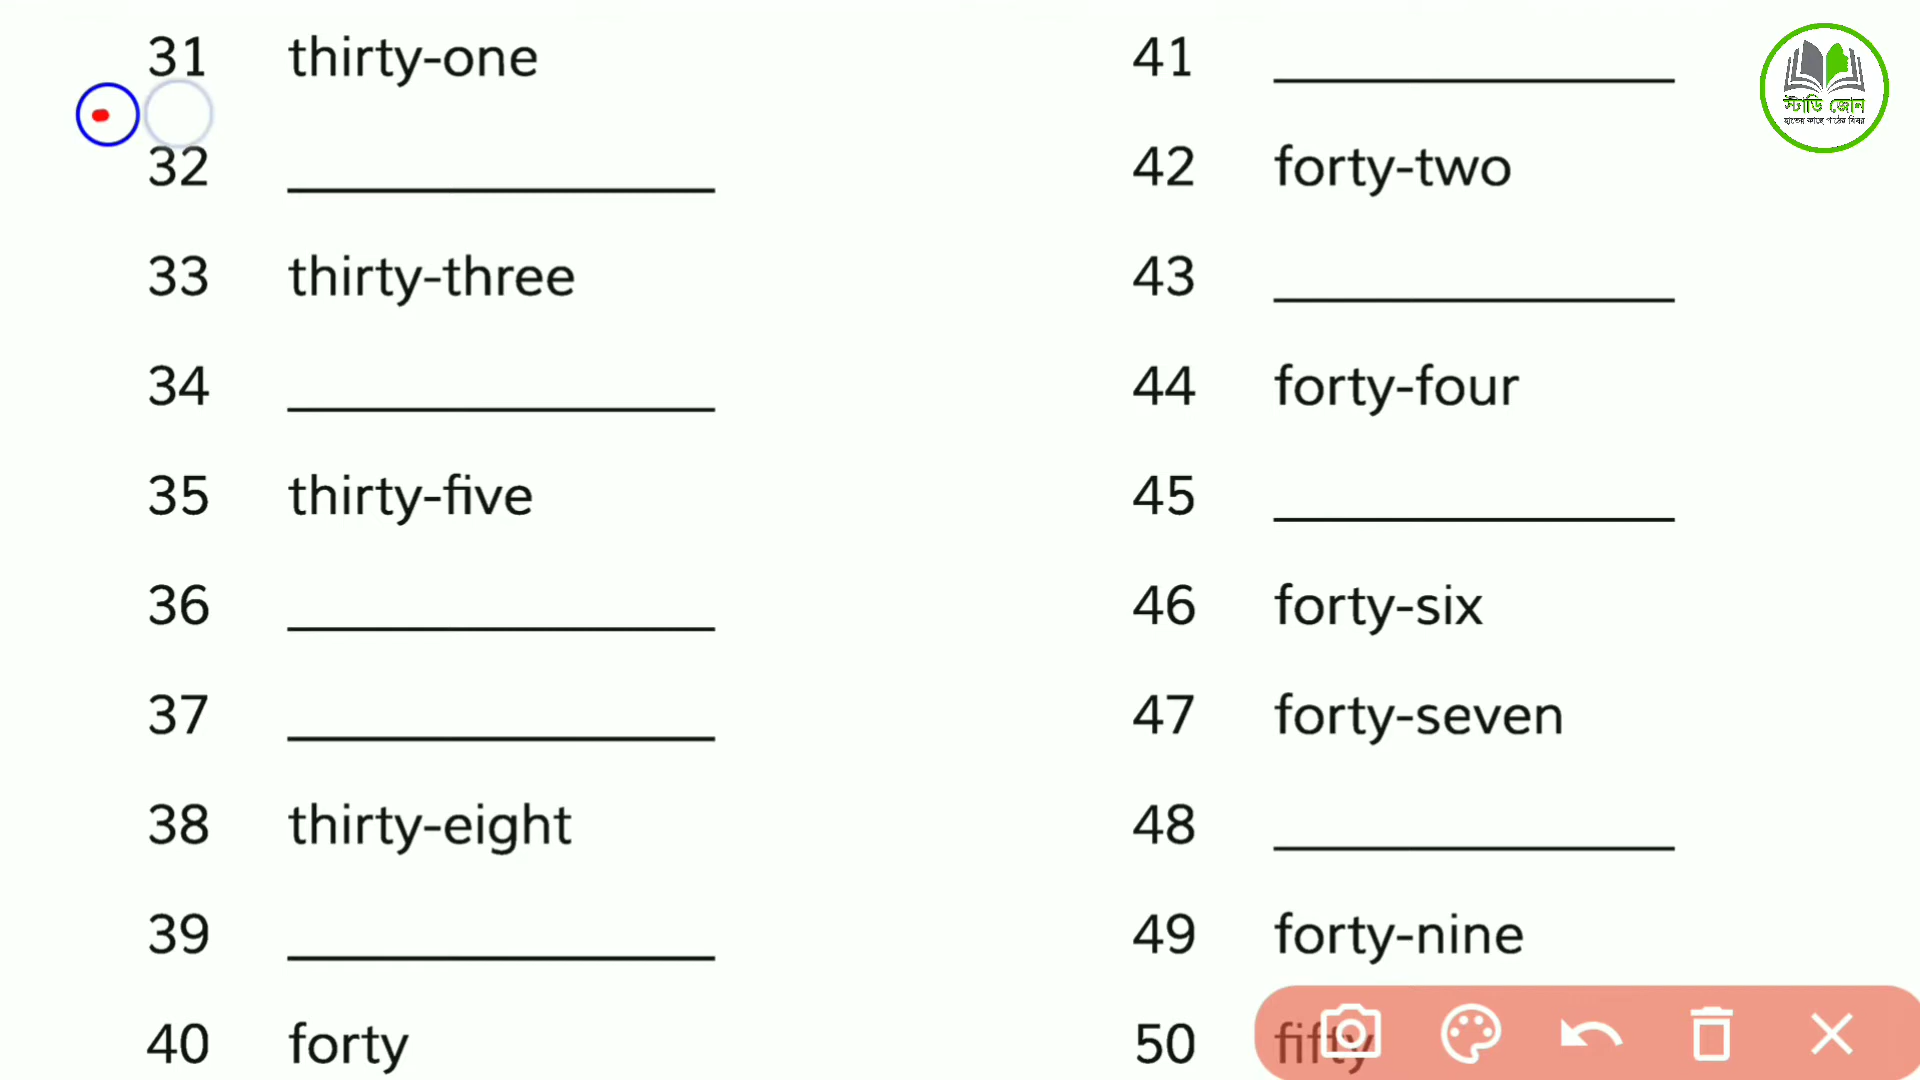 31 thirty-one
32
33 thirty-three
34
35 thirty-five
36
37
38 thirty-eight
39
40 forty
41
42 forty-two
43
44 forty-four
45
46 forty-six
47 forty-seven
48
49 forty-nine
50 fifty
স্টাডি জোন